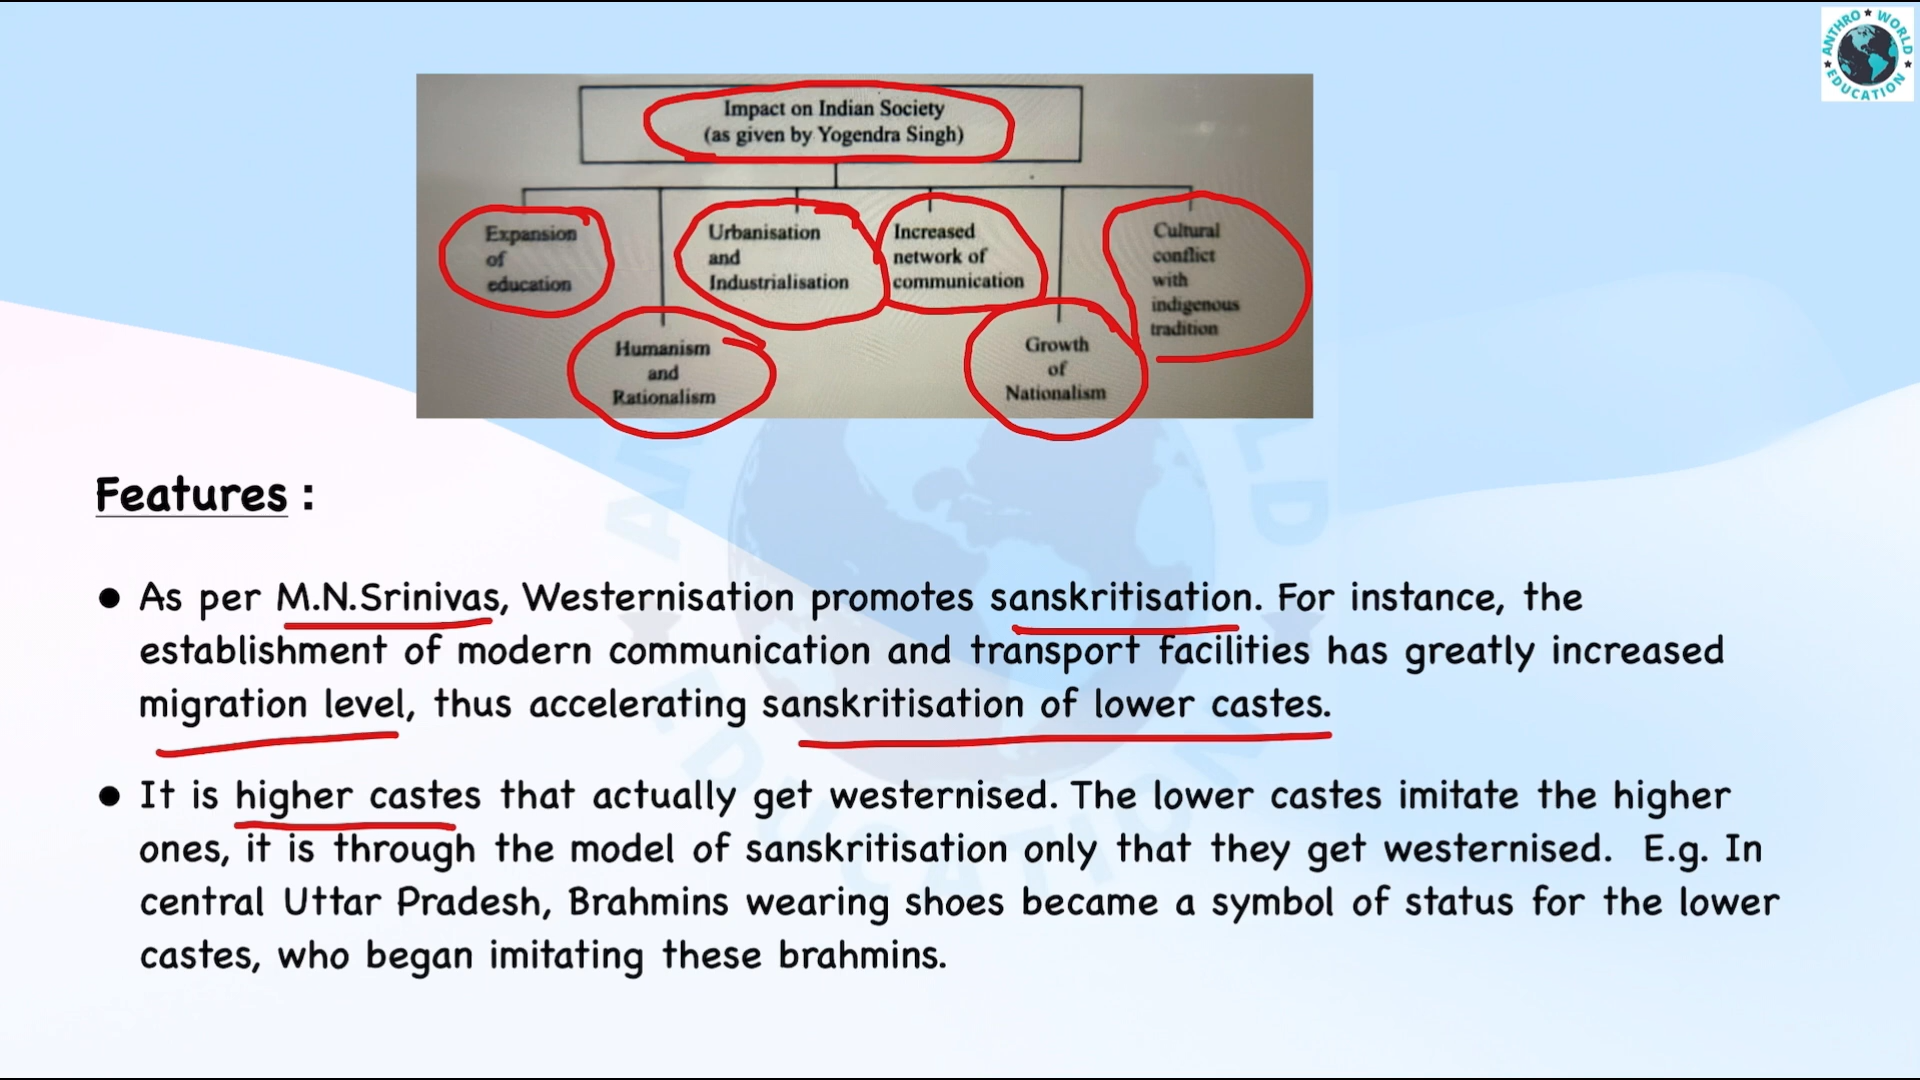 ANTHRO WORLD EDUCATION
Impact on Indian Society
(as given by Yogendra Singh)
Expansion
of
education
Humanism
and
Rationalism
Urbanisation
and
Industrialisation
Increased
network of
communication
Growth
of
Nationalism
Cultural
conflict
with
indigenous
tradition
Features :
● As per M.N.Srinivas, Westernisation promotes sanskritisation. For instance, the
establishment of modern communication and transport facilities has greatly increased
migration level, thus accelerating sanskritisation of lower castes.
● It is higher castes that actually get westernised. The lower castes imitate the higher
ones, it is through the model of sanskritisation only that they get westernised. E.g. In
central Uttar Pradesh, Brahmins wearing shoes became a symbol of status for the lower
castes, who began imitating these brahmins.